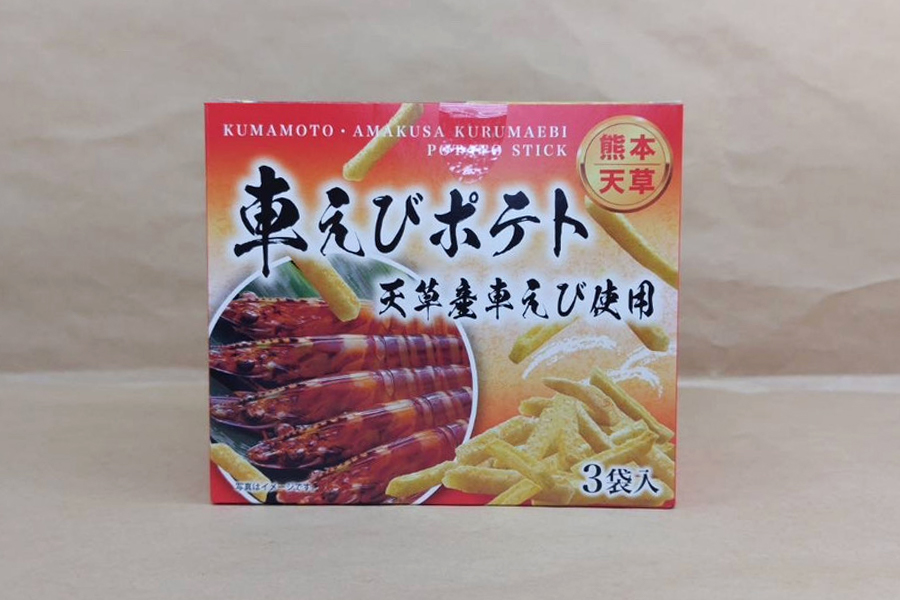 KUMAMOTO・AMAKUSA KURUMAEBI
POTATO STICK
熊本
天草
車えびポテト
天草産車えび使用
写真はイメージです。
3袋入